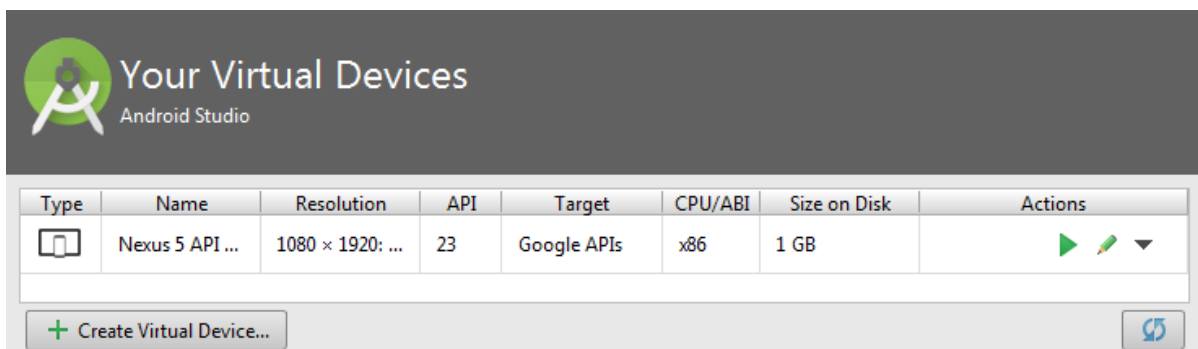 Your Virtual Devices
Android Studio
Type Name Resolution API Target CPU/ABI Size on Disk Actions
Nexus 5 API ... 1080 × 1920: ... 23 Google APIs x86 1 GB
Create Virtual Device...